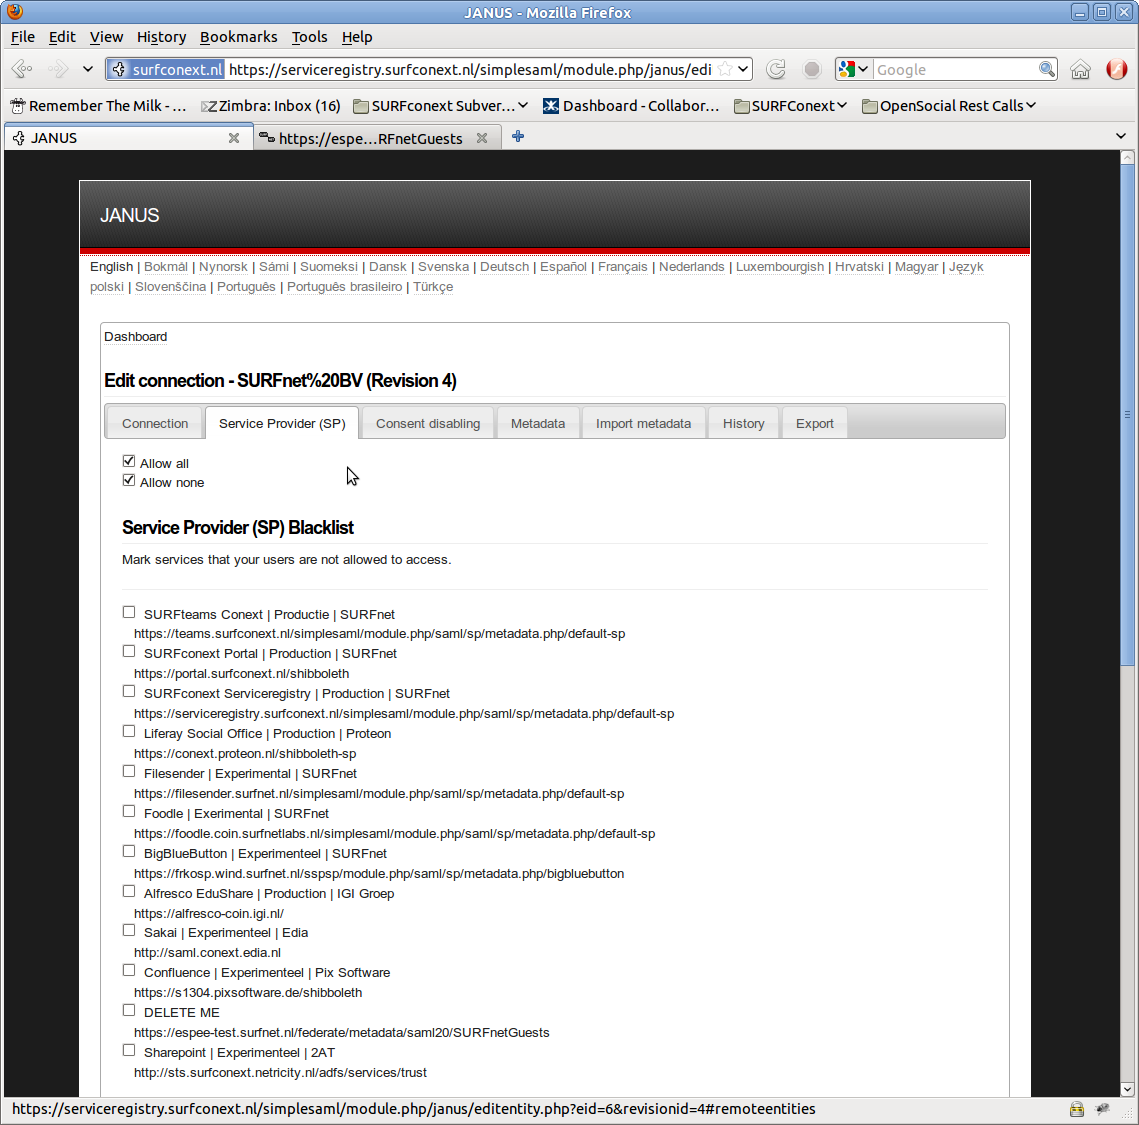 JANUS - Mozilla Firefox
File Edit View History Bookmarks Tools Help
surfconext.nl https://serviceregistry.surfconext.nl/simplesaml/module.php/janus/edi Google
Remember The Milk - ... Zimbra: Inbox (16) SURFconext Subver... Dashboard - Collabor... SURFConext OpenSocial Rest Calls
JANUS https://espe...RFnetGuests
JANUS
English | Bokmål | Nynorsk | Sámi | Suomeksi | Dansk | Svenska | Deutsch | Español | Français | Nederlands | Luxembourgish | Hrvatski | Magyar | Język
polski | Slovenščina | Português | Português brasileiro | Türkçe
Dashboard
Edit connection - SURFnet%20BV (Revision 4)
Connection Service Provider (SP) Consent disabling Metadata Import metadata History Export
Allow all
Allow none
Service Provider (SP) Blacklist
Mark services that your users are not allowed to access.
SURFteams Conext | Productie | SURFnet
https://teams.surfconext.nl/simplesaml/module.php/saml/sp/metadata.php/default-sp
SURFconext Portal | Production | SURFnet
https://portal.surfconext.nl/shibboleth
SURFconext Serviceregistry | Production | SURFnet
https://serviceregistry.surfconext.nl/simplesaml/module.php/saml/sp/metadata.php/default-sp
Liferay Social Office | Production | Proteon
https://conext.proteon.nl/shibboleth-sp
Filesender | Experimental | SURFnet
https://filesender.surfnet.nl/simplesaml/module.php/saml/sp/metadata.php/default-sp
Foodle | Exerimental | SURFnet
https://foodle.coin.surfnetlabs.nl/simplesaml/module.php/saml/sp/metadata.php/default-sp
BigBlueButton | Experimenteel | SURFnet
https://frkosp.wind.surfnet.nl/sspsp/module.php/saml/sp/metadata.php/bigbluebutton
Alfresco EduShare | Production | IGI Groep
https://alfresco-coin.igi.nl/
Sakai | Experimenteel | Edia
http://saml.conext.edia.nl
Confluence | Experimenteel | Pix Software
https://s1304.pixsoftware.de/shibboleth
DELETE ME
https://espee-test.surfnet.nl/federate/metadata/saml20/SURFnetGuests
Sharepoint | Experimenteel | 2AT
http://sts.surfconext.netricity.nl/adfs/services/trust
https://serviceregistry.surfconext.nl/simplesaml/module.php/janus/editentity.php?eid=6&revisionid=4#remoteentities